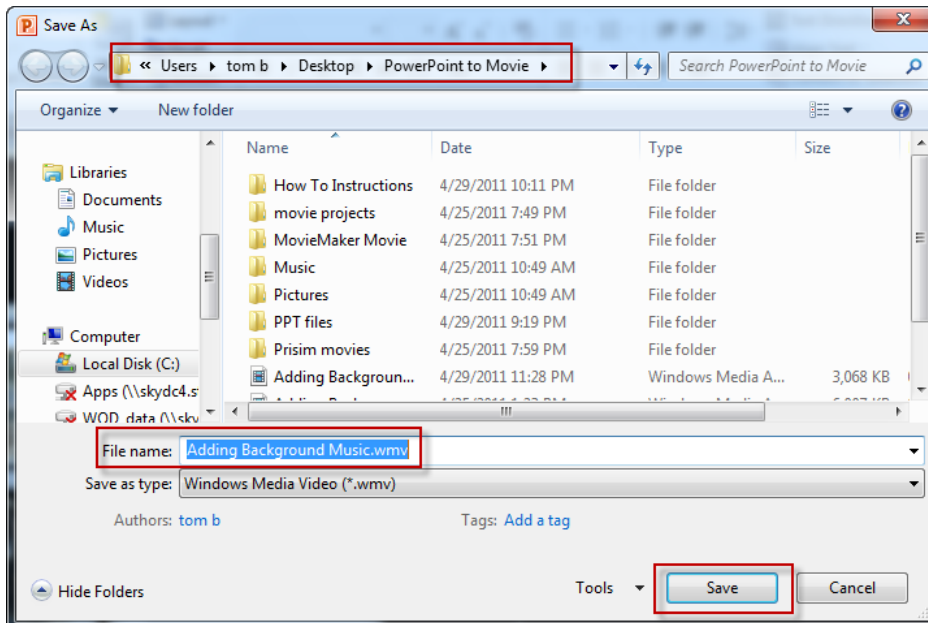 Save As
« Users ▸ tom b ▸ Desktop ▸ PowerPoint to Movie ▸
Search PowerPoint to Movie
Organize
New folder
Name Date Type Size
Libraries
Documents
Music
Pictures
Videos
Computer
Local Disk (C:)
Apps (\\skydc4.s
WOD_data (\\sky
How To Instructions 4/29/2011 10:11 PM File folder
movie projects 4/25/2011 7:49 PM File folder
MovieMaker Movie 4/25/2011 7:51 PM File folder
Music 4/25/2011 10:49 AM File folder
Pictures 4/25/2011 10:49 AM File folder
PPT files 4/29/2011 9:19 PM File folder
Prisim movies 4/25/2011 7:59 PM File folder
Adding Backgroun... 4/29/2011 11:28 PM Windows Media A... 3,068 KB
File name: Adding Background Music.wmv
Save as type: Windows Media Video (*.wmv)
Authors: tom b Tags: Add a tag
Hide Folders Tools Save Cancel